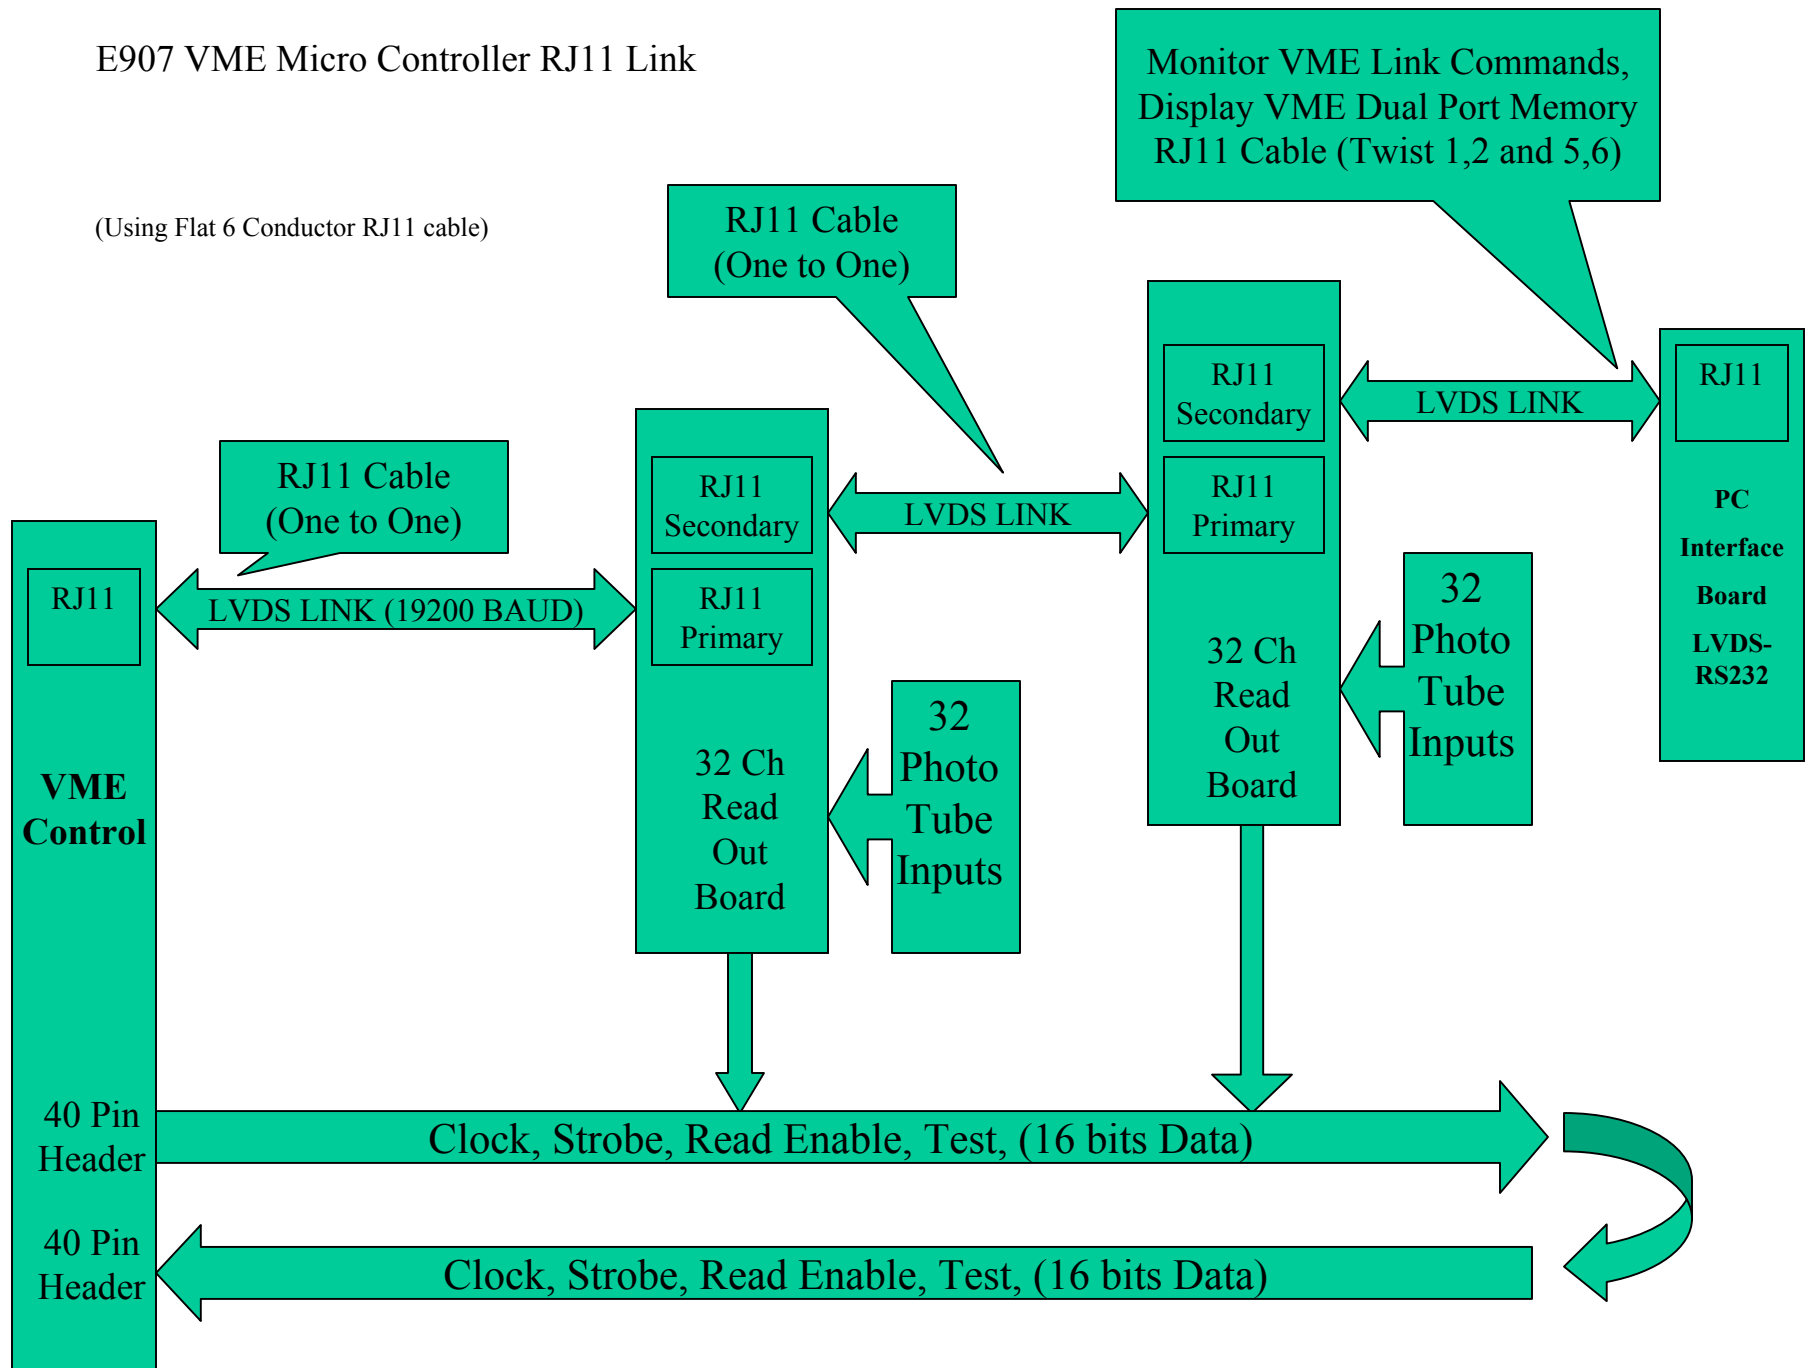 E907 VME Micro Controller RJ11 Link
(Using Flat 6 Conductor RJ11 cable)
Monitor VME Link Commands,
Display VME Dual Port Memory
RJ11 Cable (Twist 1,2 and 5,6)
RJ11 Cable
(One to One)
RJ11 Cable
(One to One)
RJ11
LVDS LINK (19200 BAUD)
VME
Control
RJ11
Secondary
RJ11
Primary
32 Ch
Read
Out
Board
32
Photo
Tube
Inputs
LVDS LINK
RJ11
Secondary
RJ11
Primary
32 Ch
Read
Out
Board
32
Photo
Tube
Inputs
LVDS LINK
RJ11
PC
Interface
Board
LVDS-
RS232
40 Pin
Header
Clock, Strobe, Read Enable, Test, (16 bits Data)
40 Pin
Header
Clock, Strobe, Read Enable, Test, (16 bits Data)